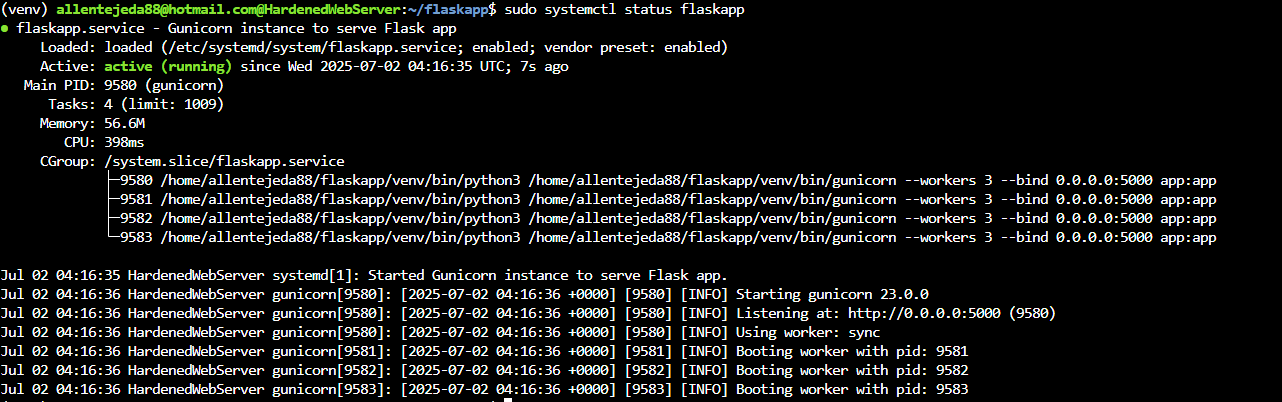 (venv) allentejeda88@hotmail.com@HardenedWebServer:~/flaskapp$ sudo systemctl status flaskapp
● flaskapp.service - Gunicorn instance to serve Flask app
     Loaded: loaded (/etc/systemd/system/flaskapp.service; enabled; vendor preset: enabled)
     Active: active (running) since Wed 2025-07-02 04:16:35 UTC; 7s ago
   Main PID: 9580 (gunicorn)
      Tasks: 4 (limit: 1009)
     Memory: 56.6M
        CPU: 398ms
     CGroup: /system.slice/flaskapp.service
             ├─9580 /home/allentejeda88/flaskapp/venv/bin/python3 /home/allentejeda88/flaskapp/venv/bin/gunicorn --workers 3 --bind 0.0.0.0:5000 app:app
             ├─9581 /home/allentejeda88/flaskapp/venv/bin/python3 /home/allentejeda88/flaskapp/venv/bin/gunicorn --workers 3 --bind 0.0.0.0:5000 app:app
             ├─9582 /home/allentejeda88/flaskapp/venv/bin/python3 /home/allentejeda88/flaskapp/venv/bin/gunicorn --workers 3 --bind 0.0.0.0:5000 app:app
             └─9583 /home/allentejeda88/flaskapp/venv/bin/python3 /home/allentejeda88/flaskapp/venv/bin/gunicorn --workers 3 --bind 0.0.0.0:5000 app:app

Jul 02 04:16:35 HardenedWebServer systemd[1]: Started Gunicorn instance to serve Flask app.
Jul 02 04:16:36 HardenedWebServer gunicorn[9580]: [2025-07-02 04:16:36 +0000] [9580] [INFO] Starting gunicorn 23.0.0
Jul 02 04:16:36 HardenedWebServer gunicorn[9580]: [2025-07-02 04:16:36 +0000] [9580] [INFO] Listening at: http://0.0.0.0:5000 (9580)
Jul 02 04:16:36 HardenedWebServer gunicorn[9580]: [2025-07-02 04:16:36 +0000] [9580] [INFO] Using worker: sync
Jul 02 04:16:36 HardenedWebServer gunicorn[9581]: [2025-07-02 04:16:36 +0000] [9581] [INFO] Booting worker with pid: 9581
Jul 02 04:16:36 HardenedWebServer gunicorn[9582]: [2025-07-02 04:16:36 +0000] [9582] [INFO] Booting worker with pid: 9582
Jul 02 04:16:36 HardenedWebServer gunicorn[9583]: [2025-07-02 04:16:36 +0000] [9583] [INFO] Booting worker with pid: 9583